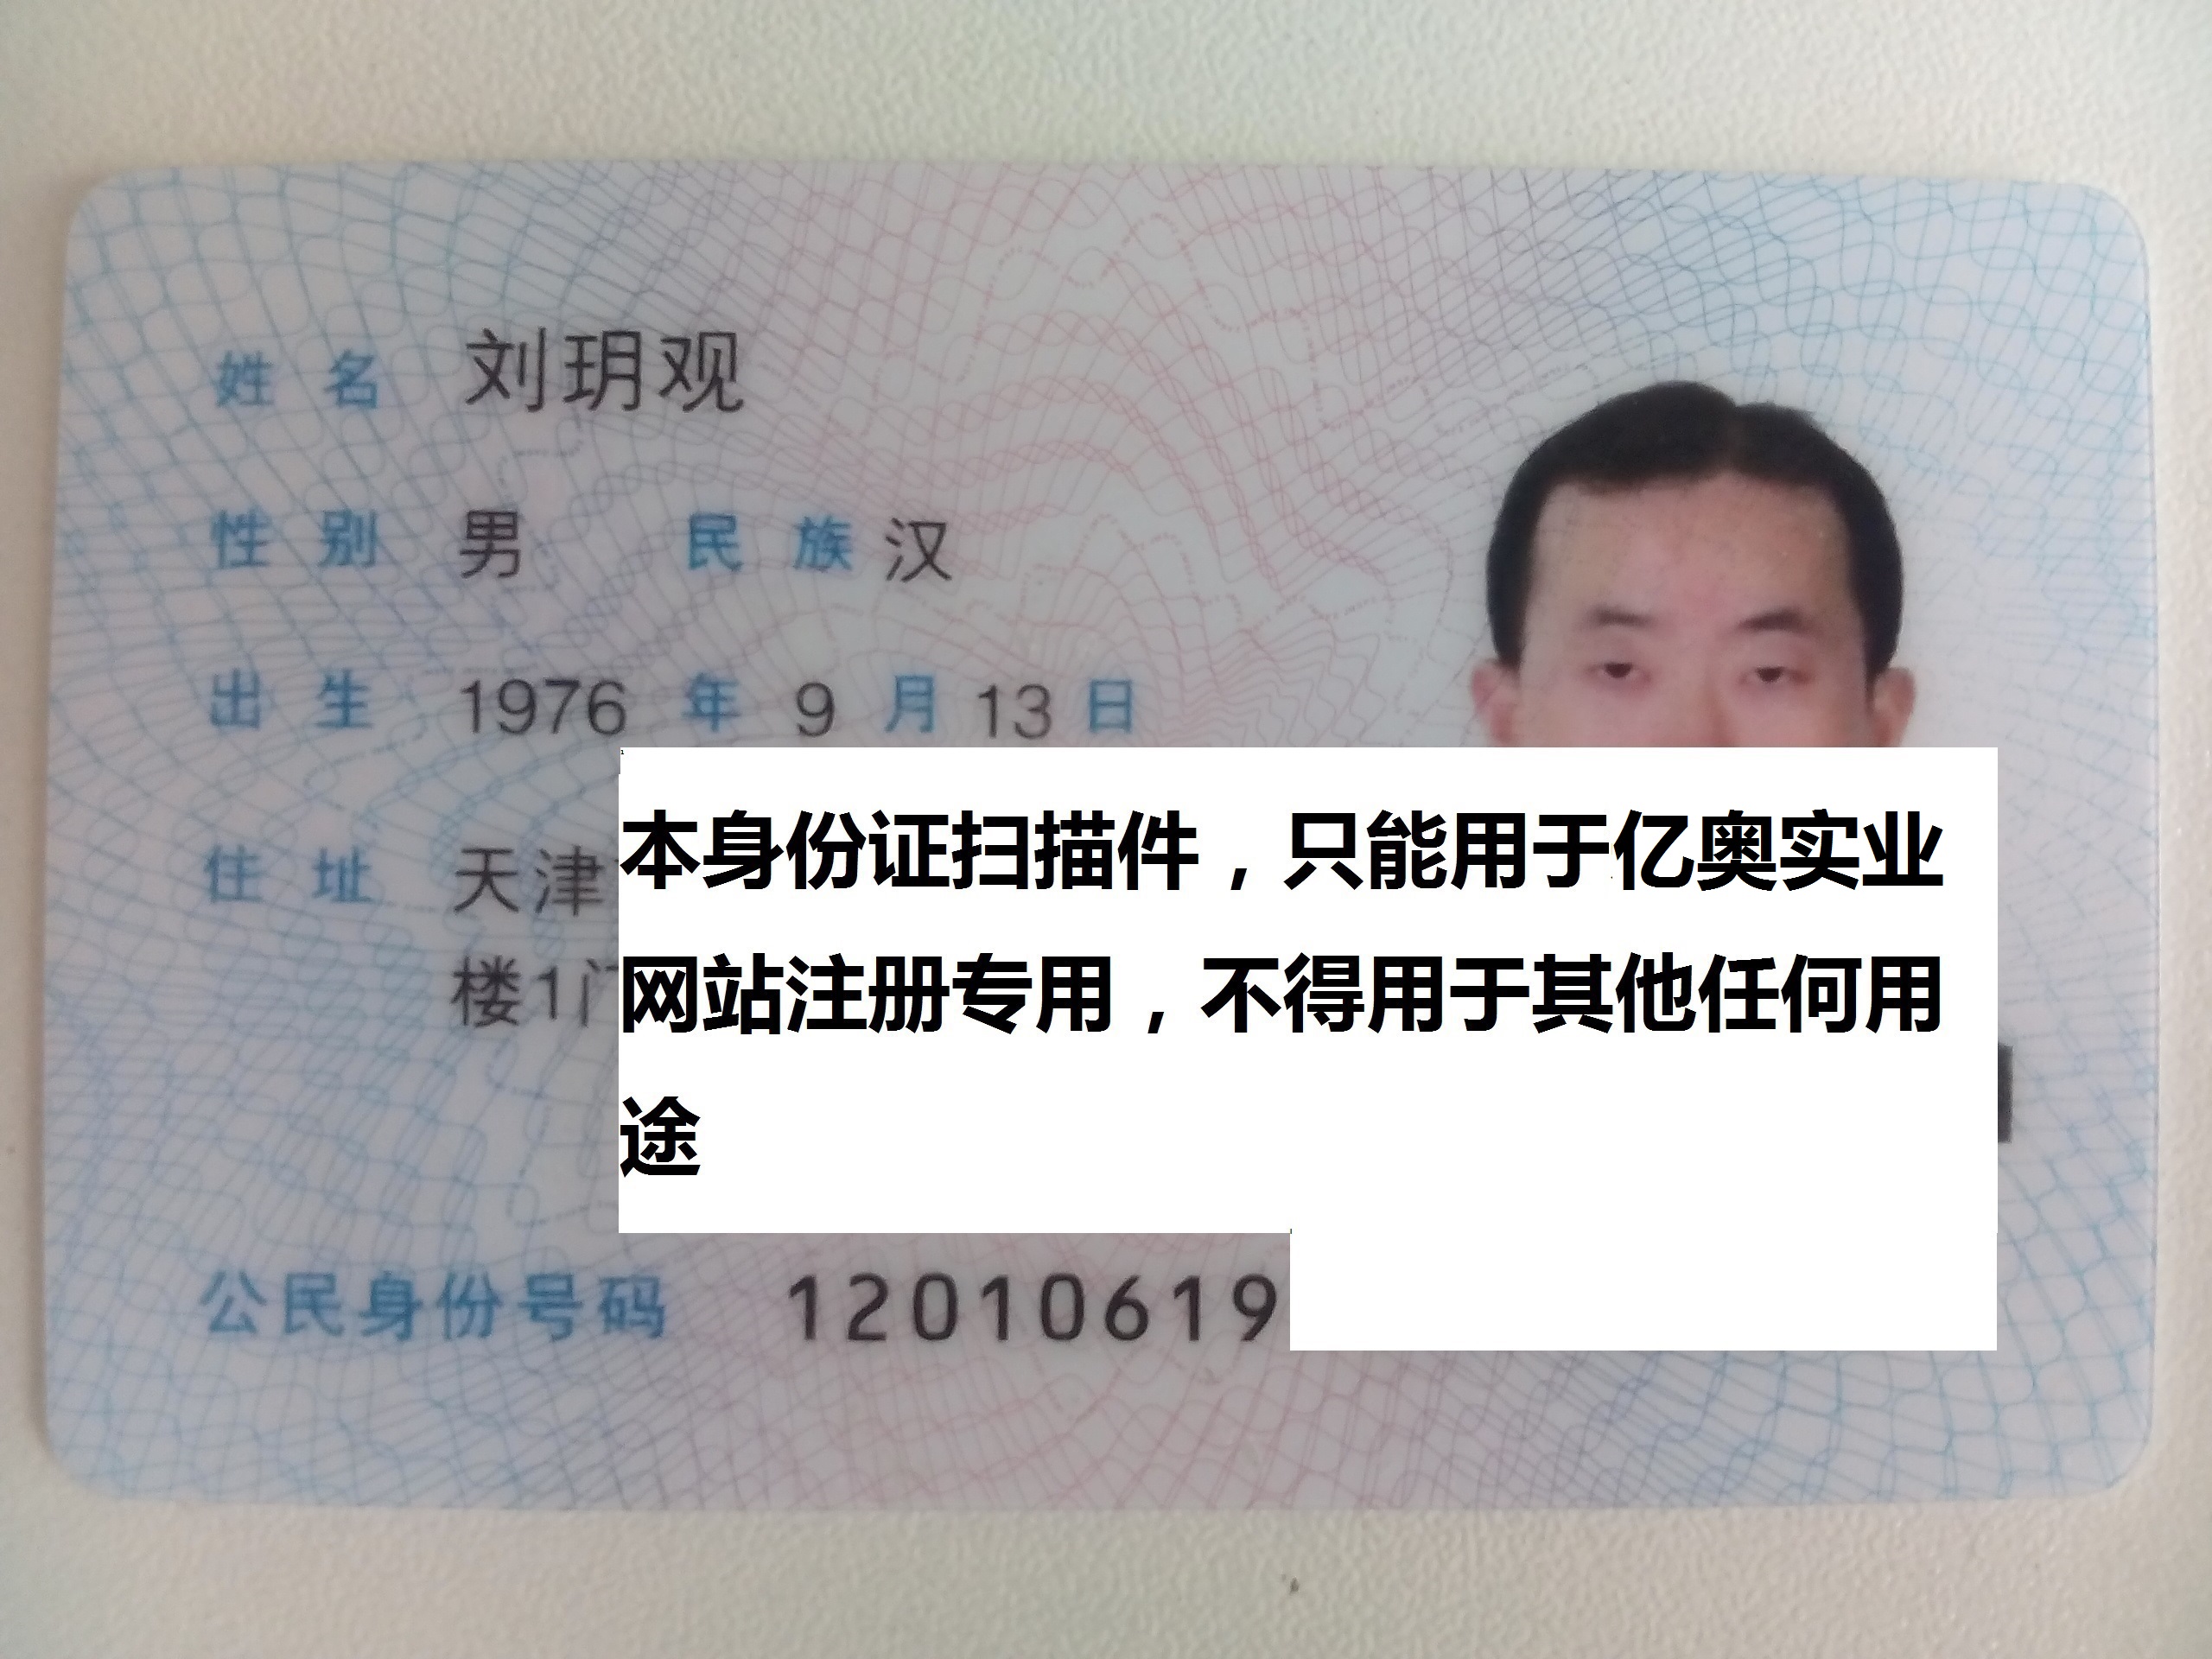 姓名 刘玥观
性别 男 民族 汉
出生 1976 年 9 月 13 日
住址 天津
楼1门
本身份证扫描件，只能用于亿奥实业
网站注册专用，不得用于其他任何用
途
公民身份号码 12010619